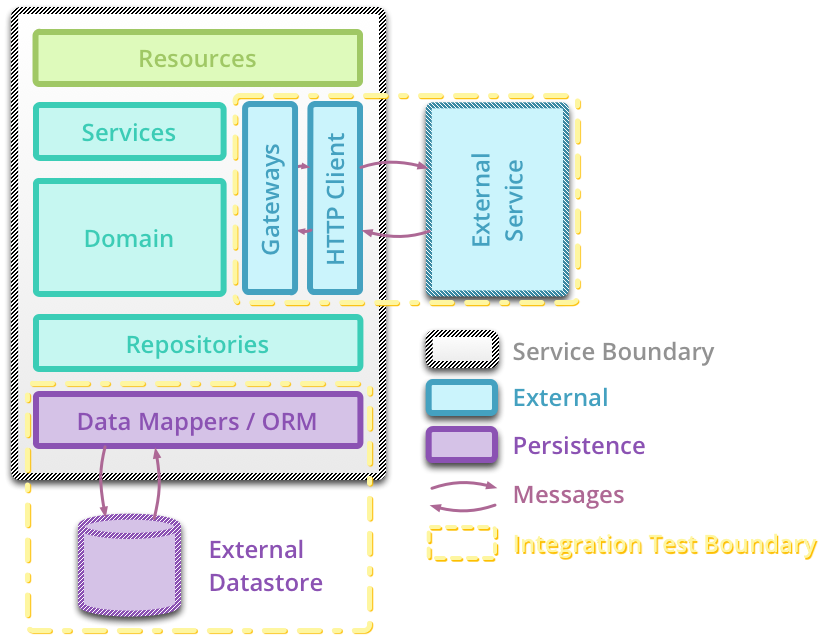 Resources
Services
Gateways
HTTP Client
External
Service
Domain
Repositories
Data Mappers / ORM
External
Datastore
Service Boundary
External
Persistence
Messages
Integration Test Boundary